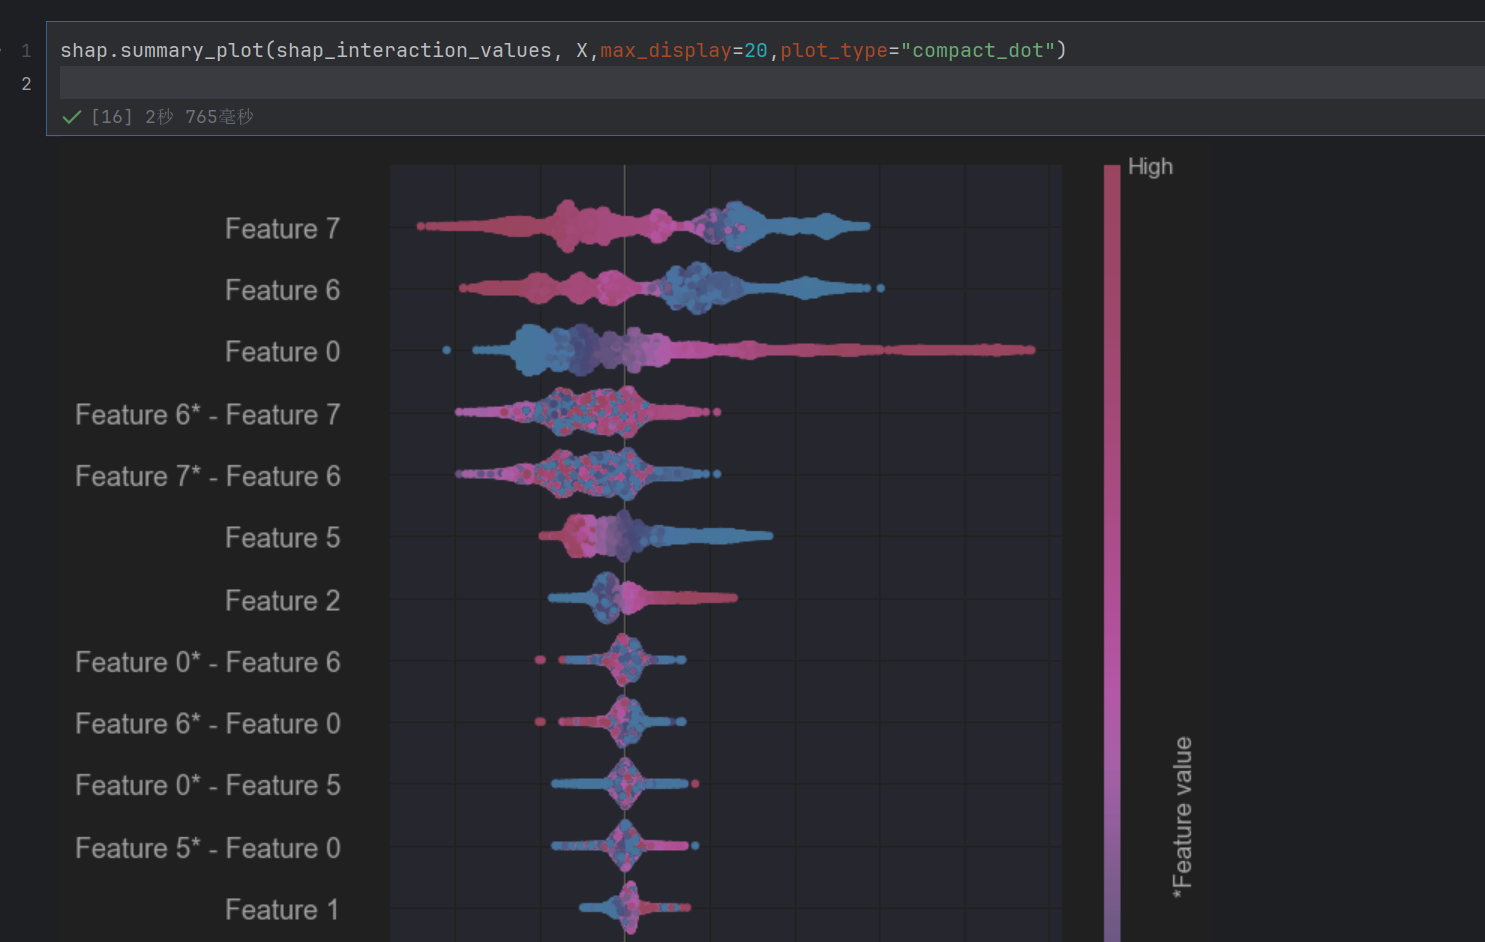 1 shap.summary_plot(shap_interaction_values, X,max_display=20,plot_type="compact_dot")
2
[16] 2秒 765毫秒
High
Feature 7
Feature 6
Feature 0
Feature 6* - Feature 7
Feature 7* - Feature 6
Feature 5
Feature 2
Feature 0* - Feature 6
Feature 6* - Feature 0
Feature 0* - Feature 5
Feature 5* - Feature 0
Feature 1
*Feature value